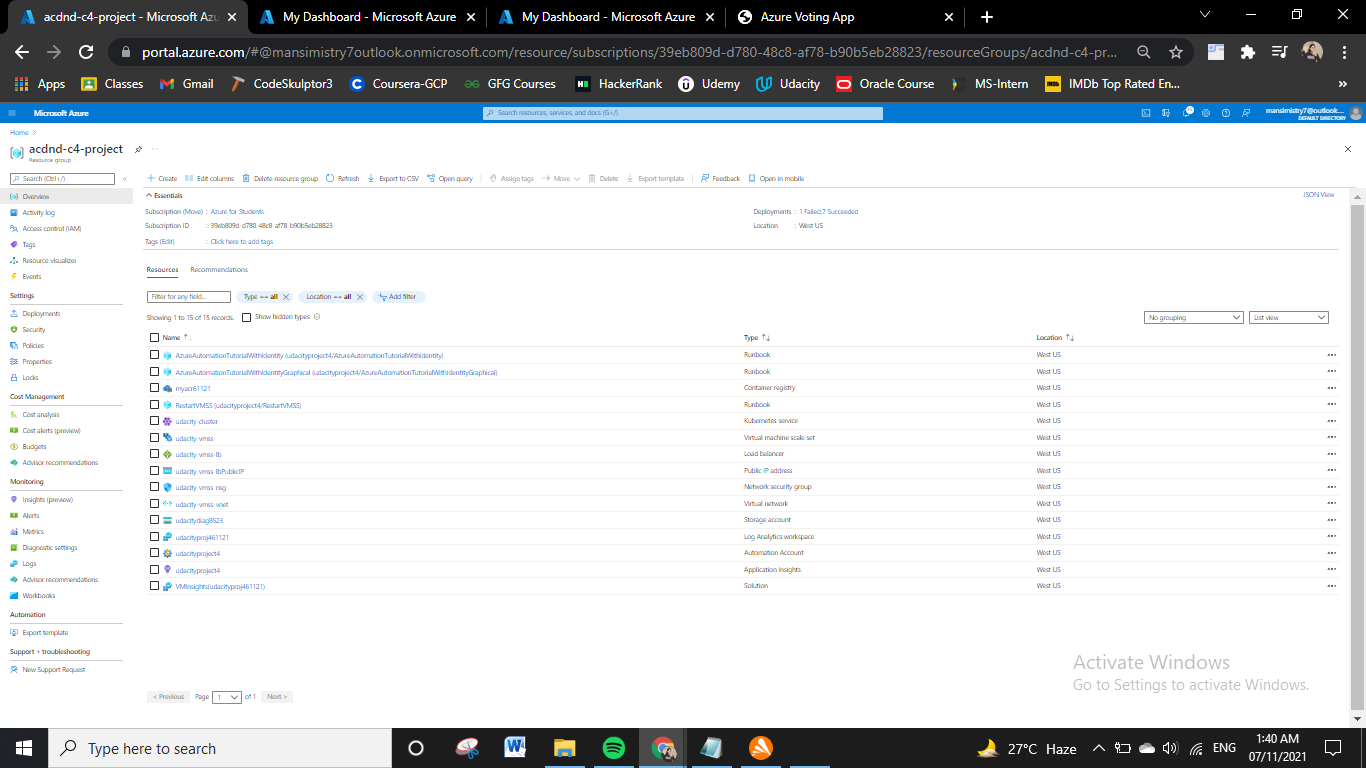 acdnd-c4-project - Microsoft Azu
My Dashboard - Microsoft Azure
My Dashboard - Microsoft Azure
Azure Voting App
portal.azure.com/#@mansimistry7outlook.onmicrosoft.com/resource/subscriptions/39eb809d-d780-48c8-af78-b90b5eb28823/resourceGroups/acdnd-c4-pr...
Apps Classes Gmail CodeSkulptor3 Coursera-GCP GFG Courses HackerRank Udemy Udacity Oracle Course MS-Intern IMDb Top Rated En... »
Microsoft Azure
Search resources, services, and docs (G+/)
mansimistry7@outlook....
DEFAULT DIRECTORY
Home >
acdnd-c4-project
Resource group
Search (Ctrl+/)
Overview
Activity log
Access control (IAM)
Tags
Resource visualizer
Events
Settings
Deployments
Security
Policies
Properties
Locks
Cost Management
Cost analysis
Cost alerts (preview)
Budgets
Advisor recommendations
Monitoring
Insights (preview)
Alerts
Metrics
Diagnostic settings
Logs
Advisor recommendations
Workbooks
Automation
Export template
Support + troubleshooting
New Support Request
Create Edit columns Delete resource group Refresh Export to CSV Open query Assign tags Move Delete Export template Feedback Open in mobile
Essentials
JSON View
Subscription (Move) : Azure for Students
Deployments : 1 Failed,7 Succeeded
Subscription ID : 39eb809d-d780-48c8-af78-b90b5eb28823
Location : West US
Tags (Edit) : Click here to add tags
Resources Recommendations
Filter for any field...
Type == all
Location == all
Add filter
Showing 1 to 15 of 15 records.
Show hidden types
No grouping
List view
Name Type Location
AzureAutomationTutorialWithIdentity (udacityproject4/AzureAutomationTutorialWithIdentity) Runbook West US
AzureAutomationTutorialWithIdentityGraphical (udacityproject4/AzureAutomationTutorialWithIdentityGraphical) Runbook West US
myacr61121 Container registry West US
RestartVMSS (udacityproject4/RestartVMSS) Runbook West US
udacity-cluster Kubernetes service West US
udacity-vmss Virtual machine scale set West US
udacity-vmss-lb Load balancer West US
udacity-vmss-lbPublicIP Public IP address West US
udacity-vmss-nsg Network security group West US
udacity-vmss-vnet Virtual network West US
udacitydiag8523 Storage account West US
udacityproj461121 Log Analytics workspace West US
udacityproject4 Automation Account West US
udacityproject4 Application Insights West US
VMInsights(udacityproj461121) Solution West US
< Previous Page 1 of 1 Next >
Activate Windows
Go to Settings to activate Windows.
Type here to search
27°C Haze
ENG
1:40 AM
07/11/2021